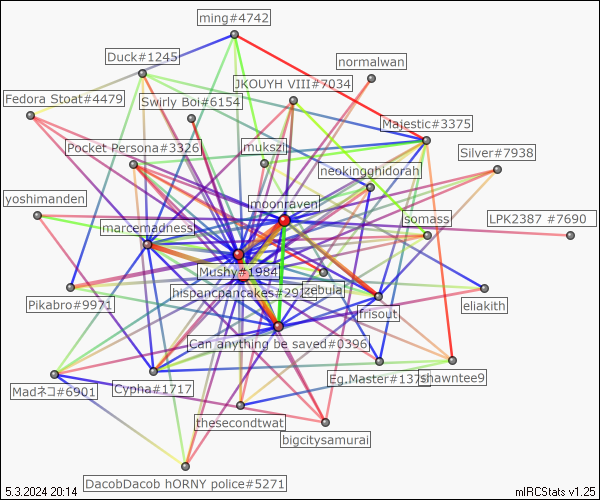 ming#4742
Duck#1245
normalwan
JKOUYH VIII#7034
Fedora Stoat#4479
Swirly Boi#6154
Majestic#3375
Pocket Persona#3326
mukszi
Silver#7938
neokingghidorah
yoshimanden
moonraven
somass
LPK2387 #7690
marcemadness
Mushy#1984
hispancpancakes#29
zebula
Pikabro#9971
frisout
eliakith
Can anything be saved#0396
Madネコ#6901
Cypha#1717
Eg.Master#137
shawntee9
thesecondtwat
bigcitysamurai
DacobDacob hORNY police#5271
5.3.2024 20:14
mIRCStats v1.25